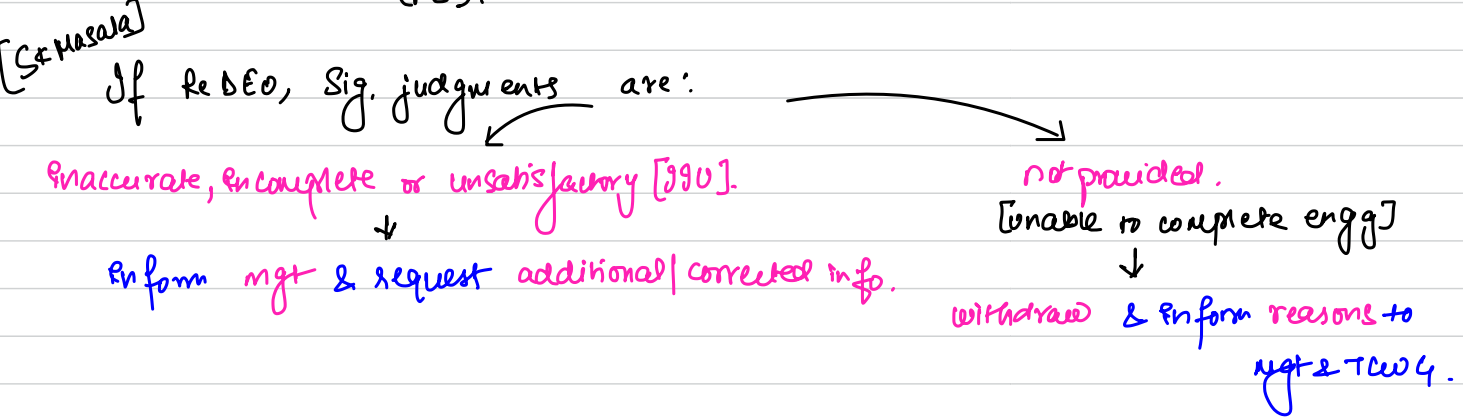 [S & Masala]
If ReDEO, Sig. judgments are:
inaccurate, incomplete or unsatisfactory [IIU].
not provided.
[unable to complete engg]
inform mgt & request additional/corrected info.
withdraw & inform reasons to
mgt & TCWG.